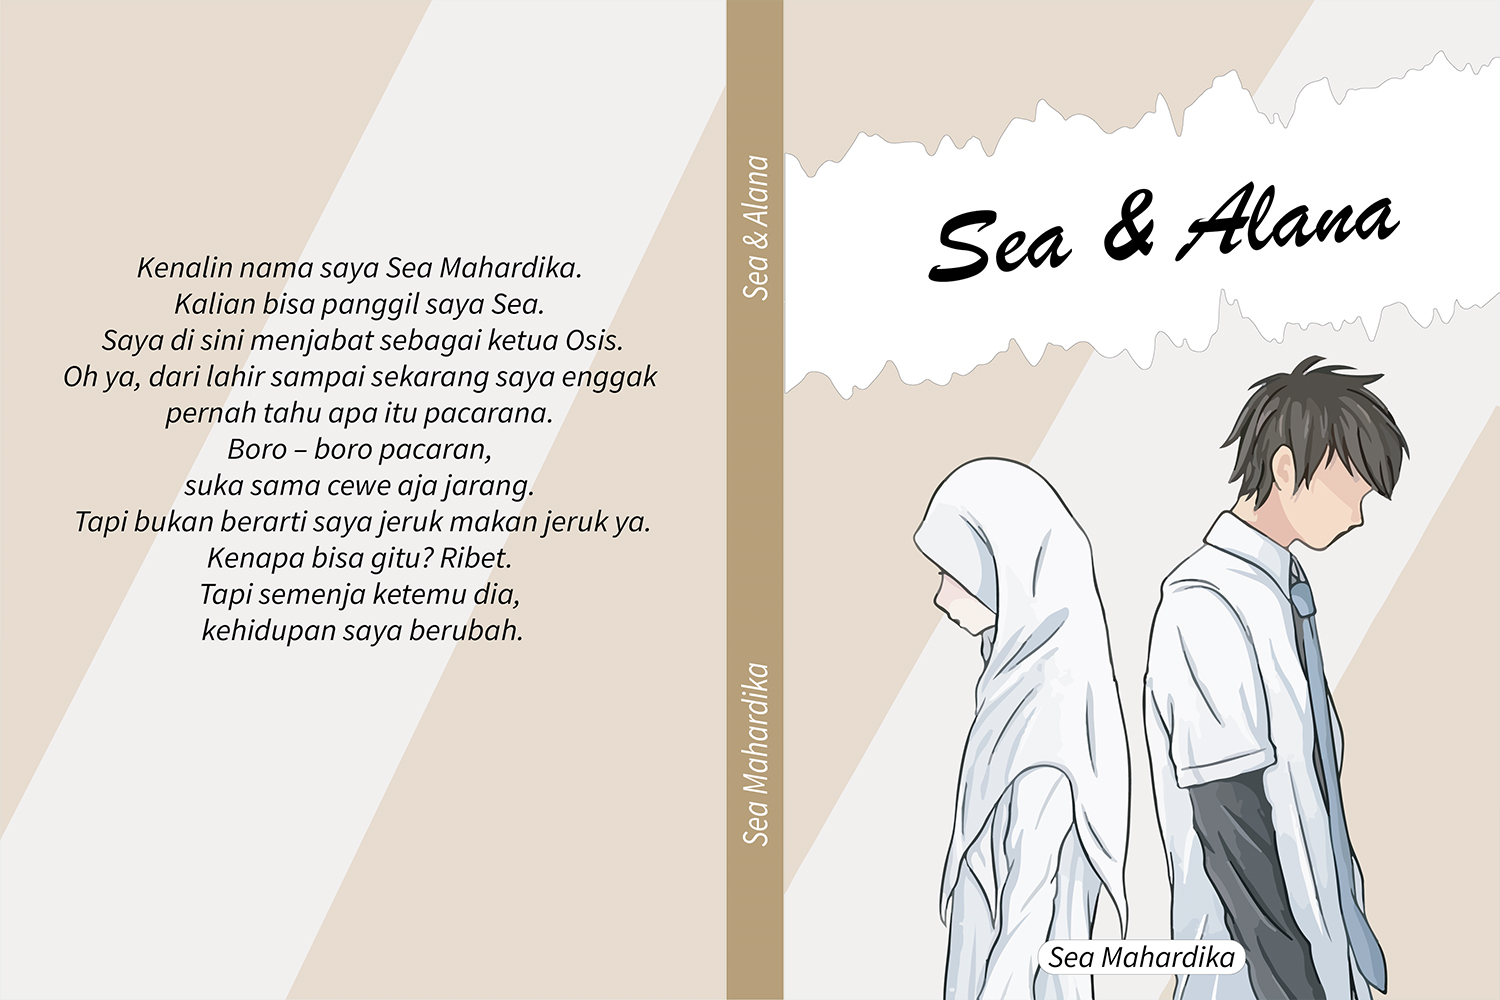 Kenalin nama saya Sea Mahardika.
Kalian bisa panggil saya Sea.
Saya di sini menjabat sebagai ketua Osis.
Oh ya, dari lahir sampai sekarang saya enggak
pernah tahu apa itu pacarana.
Boro – boro pacaran,
suka sama cewe aja jarang.
Tapi bukan berarti saya jeruk makan jeruk ya.
Kenapa bisa gitu? Ribet.
Tapi semenja ketemu dia,
kehidupan saya berubah.
Sea & Alana
Sea Mahardika
Sea & Alana
Sea Mahardika